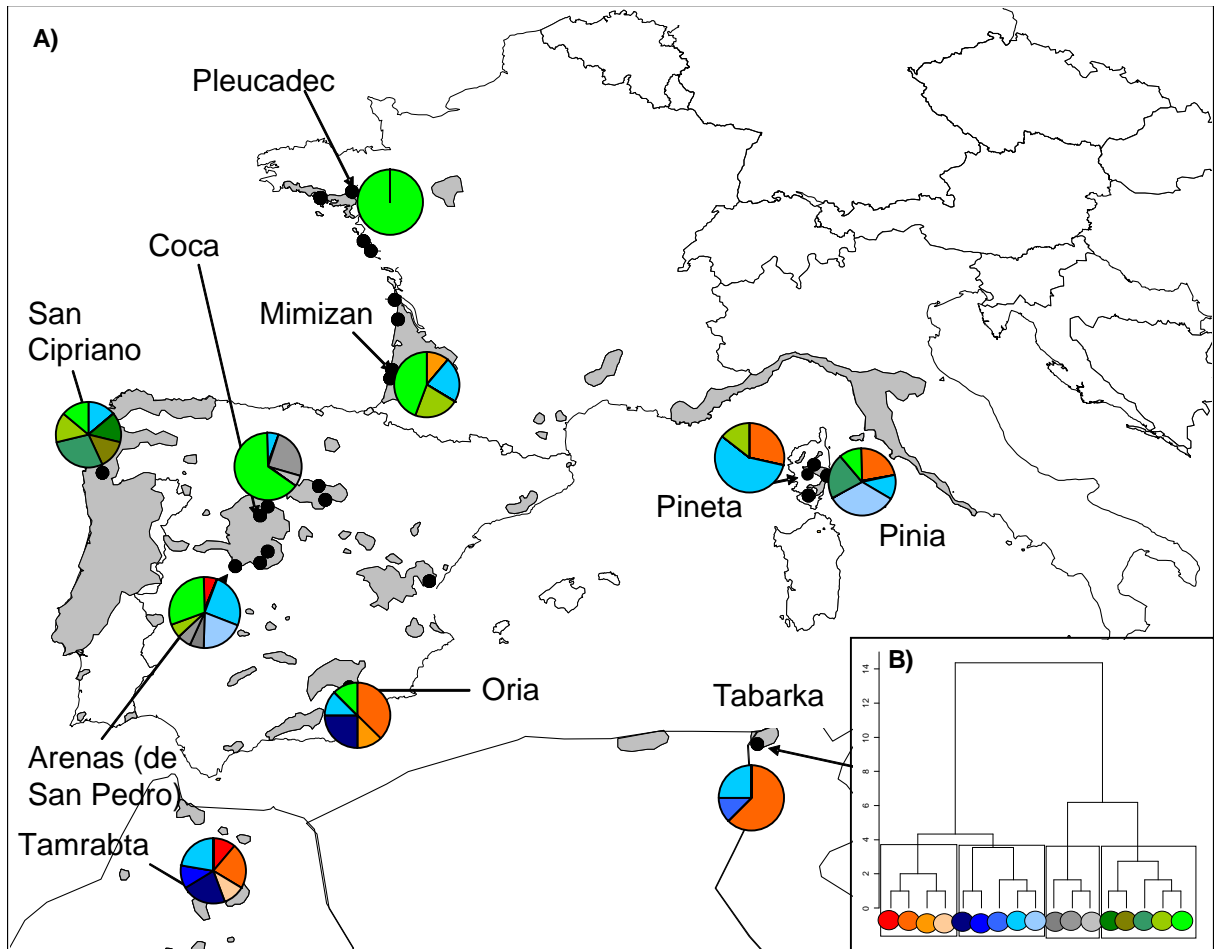 A)
Pleucadec
Coca
San
Cipriano
Mimizan
Pineta
Pinia
Oria
Tabarka
Arenas (de
San Pedro)
Tamrabta
B)
14
12
10
8
6
4
2
0